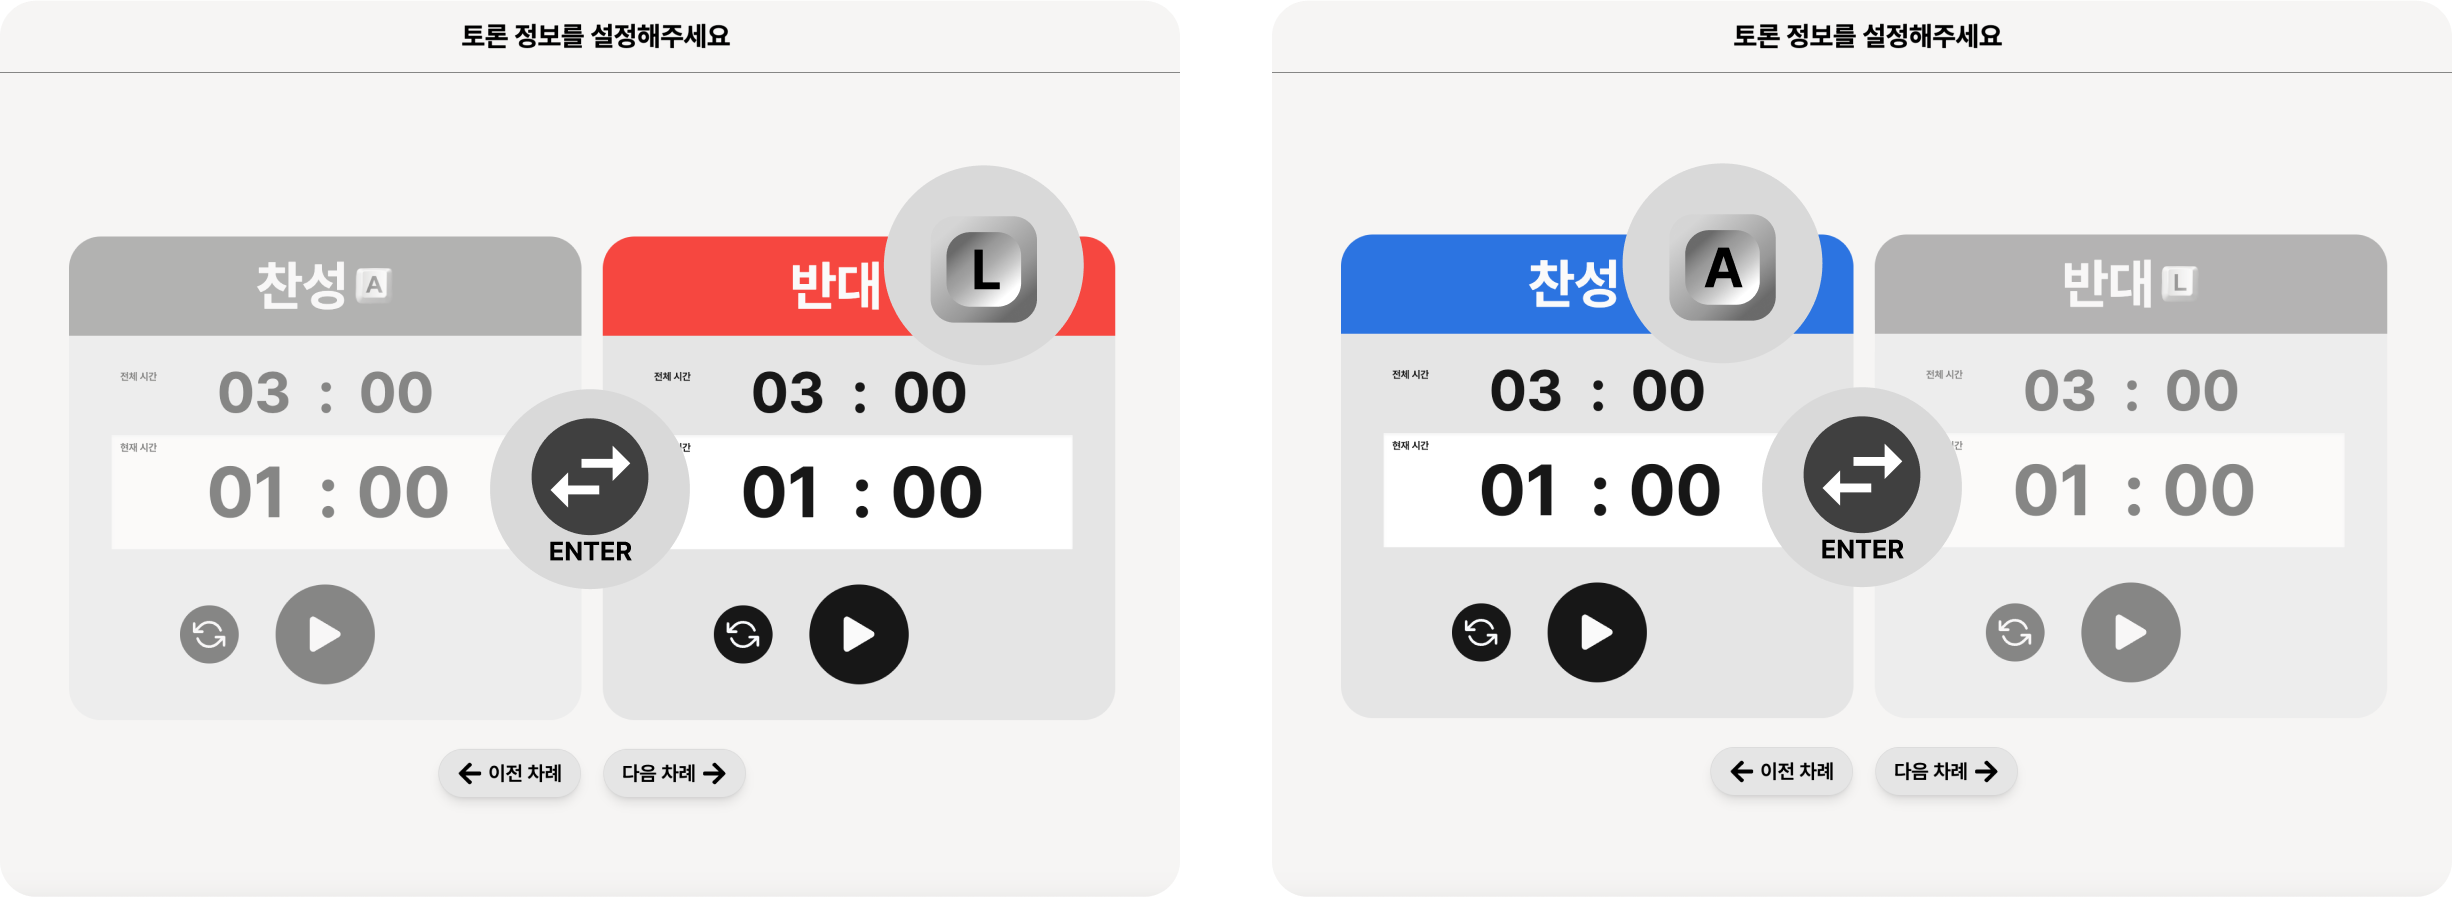 토론 정보를 설정해주세요
찬성 A
전체 시간
03 : 00
현재 시간
01 : 00
반대 L
전체 시간
03 : 00
시간
01 : 00
ENTER
이전 차례
다음 차례
토론 정보를 설정해주세요
찬성 A
전체 시간
03 : 00
현재 시간
01 : 00
반대 L
전체 시간
03 : 00
시간
01 : 00
ENTER
이전 차례
다음 차례